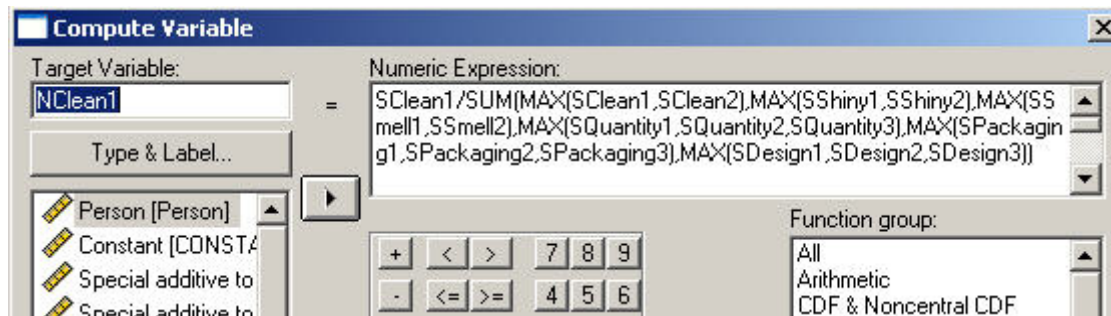 Compute Variable
Target Variable:
NClean1
=
Numeric Expression:
SClean1/SUM(MAX(SClean1,SClean2),MAX(SShiny1,SShiny2),MAX(SS
mell1,SSmell2),MAX(SQuantity1,SQuantity2,SQuantity3),MAX(SPackagin
g1,SPackaging2,SPackaging3),MAX(SDesign1,SDesign2,SDesign3))
Type & Label...
Person [Person]
Constant [CONSTA
Special additive to
Special additive to
+ < > 7 8 9
- <= >= 4 5 6
Function group:
All
Arithmetic
CDF & Noncentral CDF